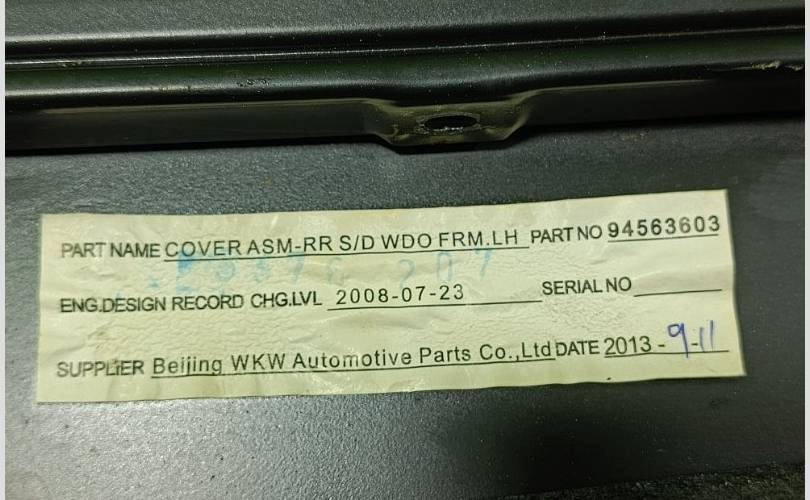 PART NAME COVER ASM-RR S/D WDO FRM.LH PART NO 94563603
ENG.DESIGN RECORD CHG.LVL 2008-07-23 SERIAL NO
SUPPLIER Beijing WKW Automotive Parts Co.,Ltd DATE 2013-9-11